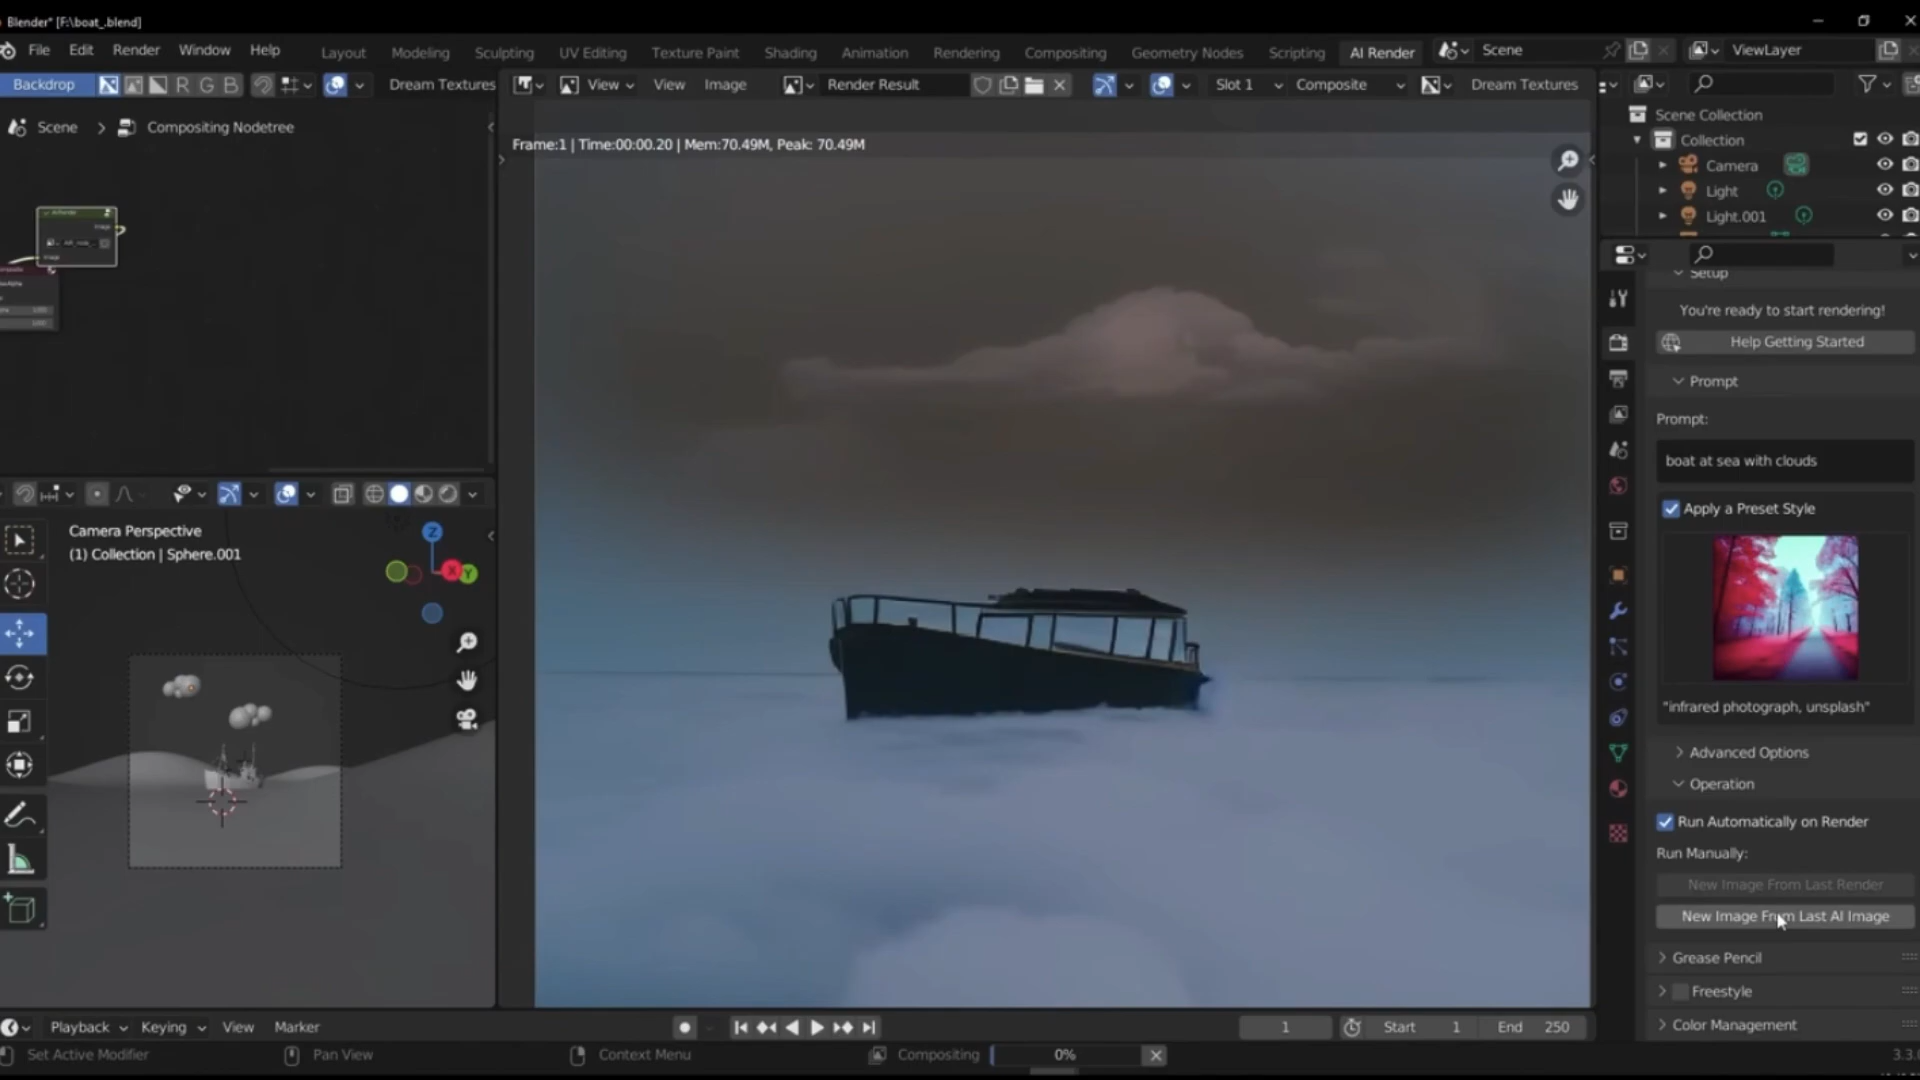 Blender* [F:\boat_.blend]
File Edit Render Window Help
Layout Modeling Sculpting UV Editing Texture Paint Shading Animation Rendering Compositing Geometry Nodes Scripting AI Render
Scene
ViewLayer
Backdrop
R G B
Dream Textures
View View Image
Render Result
Slot 1
Composite
Dream Textures
Scene > Compositing Nodetree
Frame:1 | Time:00:00.20 | Mem:70.49M, Peak: 70.49M
Scene Collection
Collection
Camera
Light
Light.001
Setup
You're ready to start rendering!
Help Getting Started
Prompt
Prompt:
boat at sea with clouds
Apply a Preset Style
"infrared photograph, unsplash"
Advanced Options
Operation
Run Automatically on Render
Run Manually:
New Image From Last Render
New Image From Last AI Image
Grease Pencil
Freestyle
Color Management
Camera Perspective
(1) Collection | Sphere.001
Z
X
Y
Playback Keying View Marker
1
Start 1
End 250
Set Active Modifier
Pan View
Context Menu
Compositing
0%
3.3.